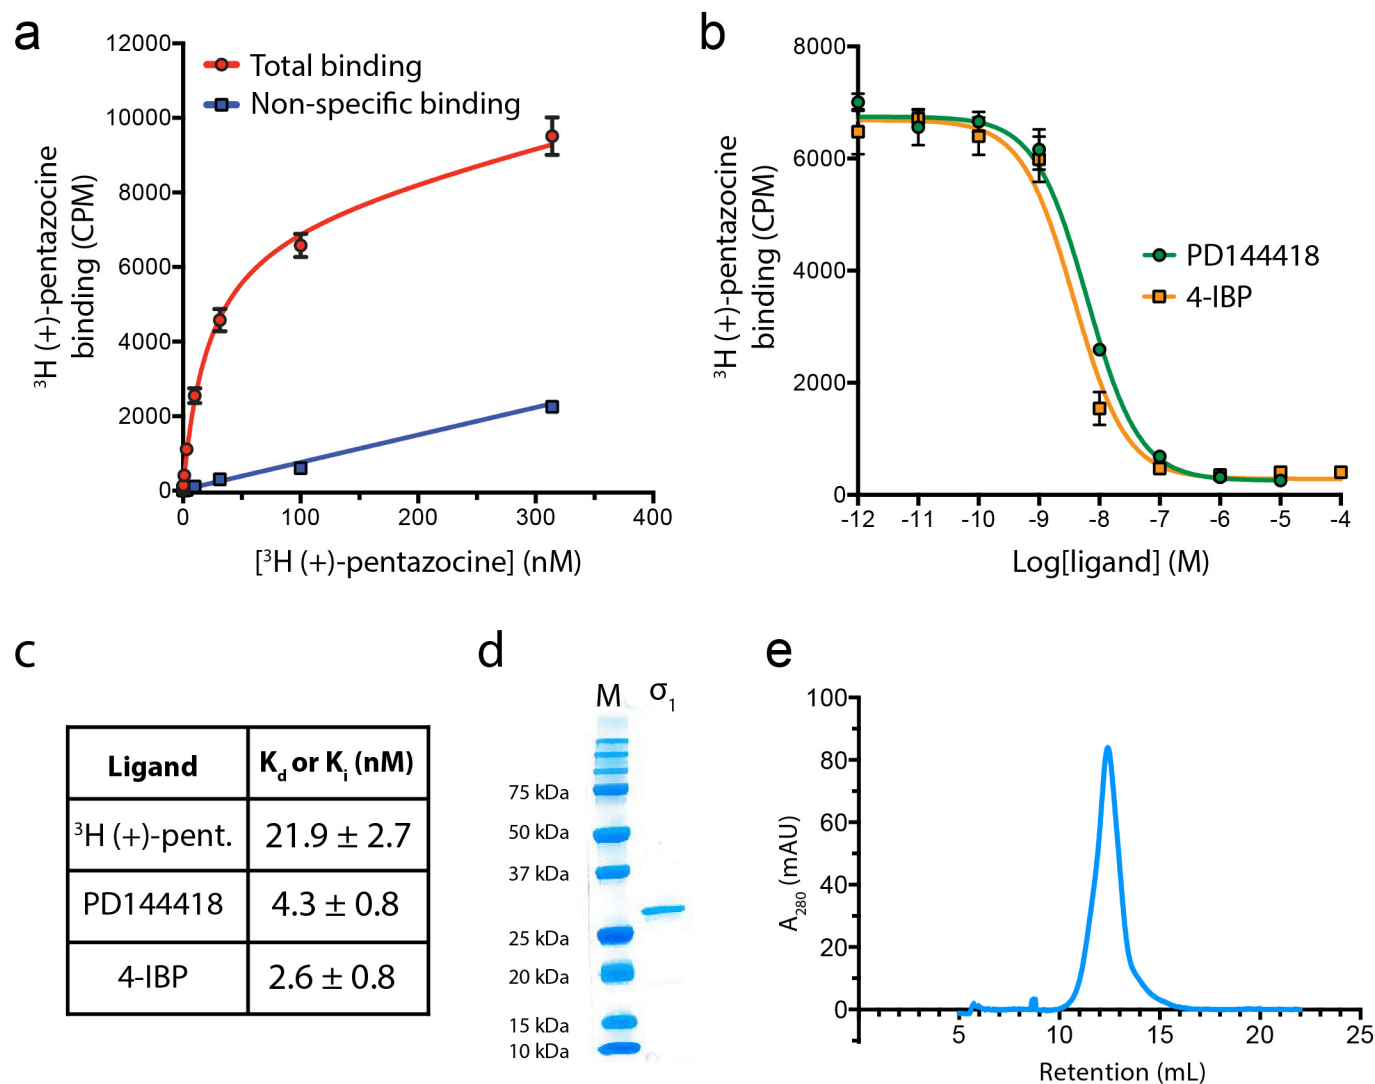 a
12000
10000
8000
6000
4000
2000
0
0
100
200
300
400
Total binding
Non-specific binding
³H (+)-pentazocine
binding (CPM)
[³H (+)-pentazocine] (nM)
b
8000
6000
4000
2000
0
-12
-11
-10
-9
-8
-7
-6
-5
-4
PD144418
4-IBP
³H (+)-pentazocine
binding (CPM)
Log[ligand] (M)
c
Ligand
Kd or Ki (nM)
³H (+)-pent.
21.9 ± 2.7
PD144418
4.3 ± 0.8
4-IBP
2.6 ± 0.8
d
M
σ₁
75 kDa
50 kDa
37 kDa
25 kDa
20 kDa
15 kDa
10 kDa
e
100
80
60
40
20
0
5
10
15
20
25
A₂₈₀ (mAU)
Retention (mL)